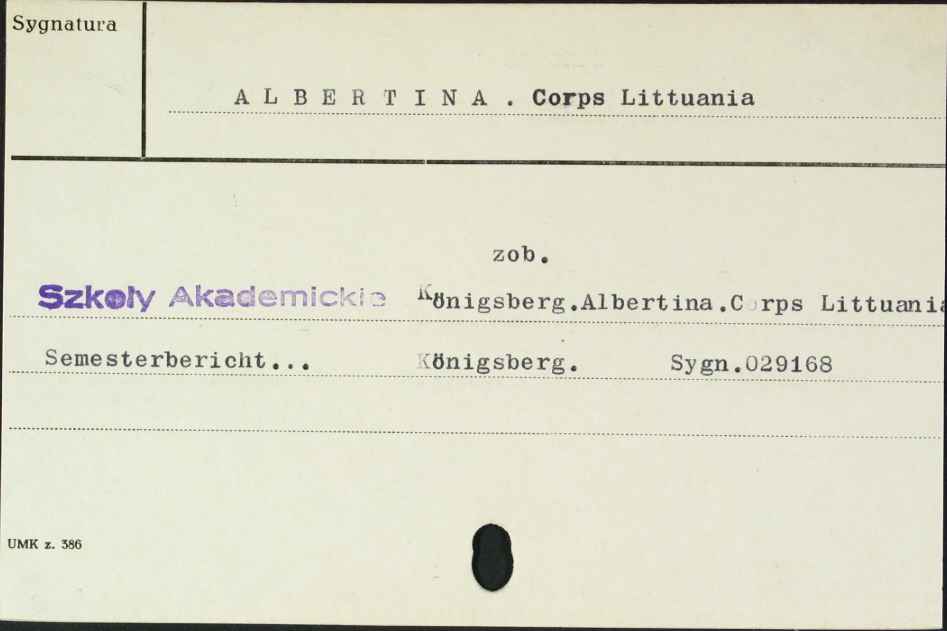 Sygnatura
A L B E R T I N A . Corps Littuania
zob.
Szkoły Akademickie Königsberg.Albertina.Corps Littuania
Semesterbericht... Königsberg. Sygn.029168
UMK z. 386